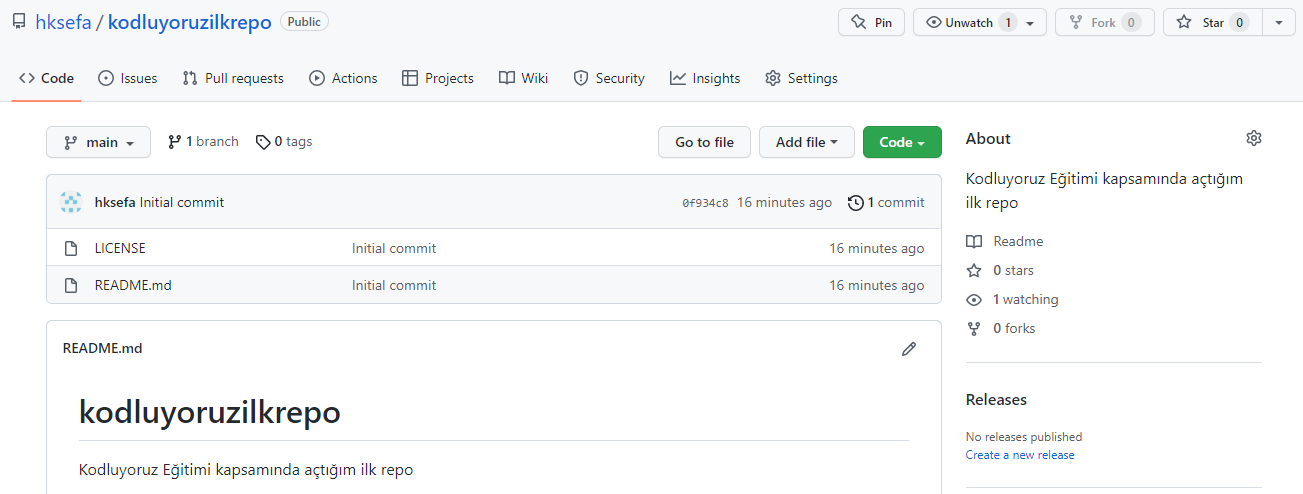 hksefa / kodluyoruzilkrepo Public
Pin Unwatch 1 Fork 0 Star 0
Code Issues Pull requests Actions Projects Wiki Security Insights Settings
main 1 branch 0 tags Go to file Add file Code
hksefa Initial commit 0f934c8 16 minutes ago 1 commit
LICENSE Initial commit 16 minutes ago
README.md Initial commit 16 minutes ago
README.md
kodluyoruzilkrepo
Kodluyoruz Eğitimi kapsamında açtığım ilk repo
About
Kodluyoruz Eğitimi kapsamında açtığım
ilk repo
Readme
0 stars
1 watching
0 forks
Releases
No releases published
Create a new release